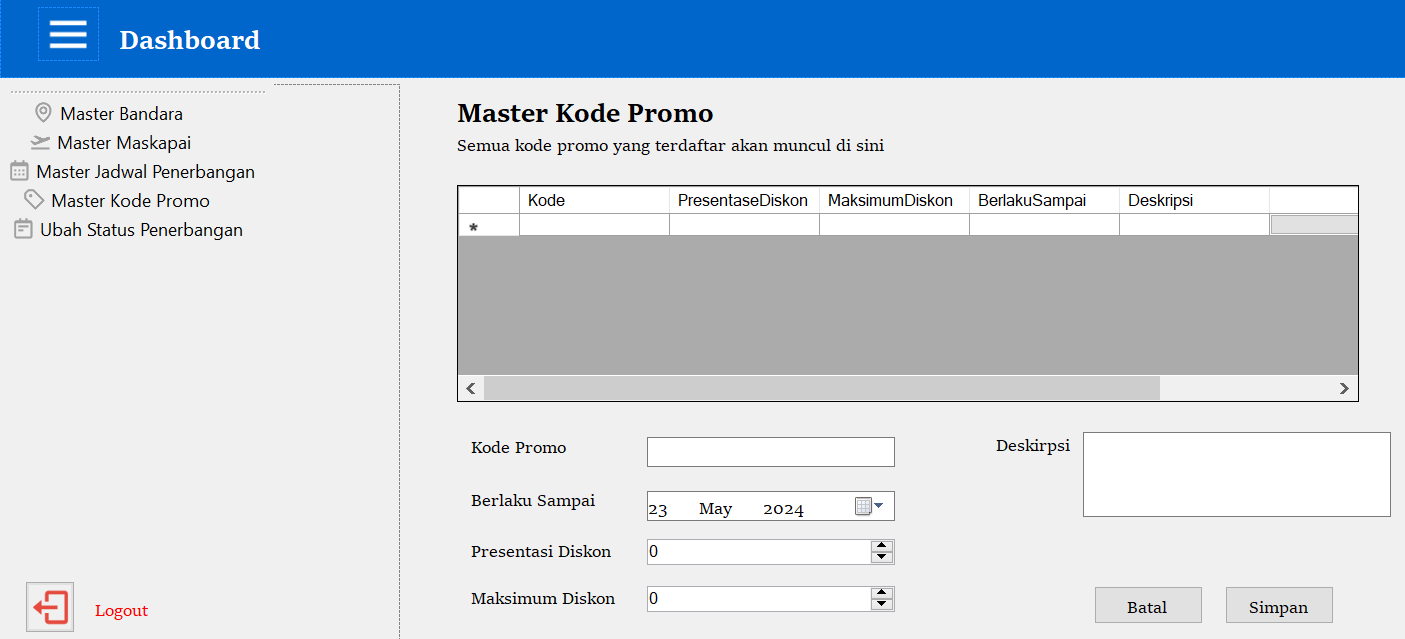 Dashboard
Master Bandara
Master Maskapai
Master Jadwal Penerbangan
Master Kode Promo
Ubah Status Penerbangan
Logout
Master Kode Promo
Semua kode promo yang terdaftar akan muncul di sini
Kode PresentaseDiskon MaksimumDiskon BerlakuSampai Deskripsi
*
Kode Promo
Berlaku Sampai 23 May 2024
Presentasi Diskon 0
Maksimum Diskon 0
Deskirpsi
Batal Simpan